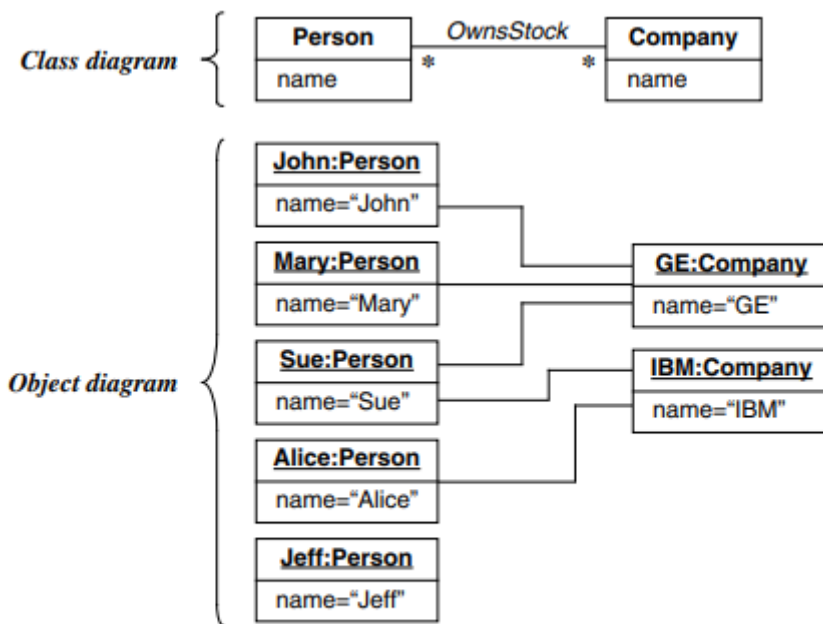 Class diagram
Person
OwnsStock
Company
*
*
name
name
Object diagram
John:Person
name=“John”
Mary:Person
GE:Company
name=“Mary”
name=“GE”
Sue:Person
IBM:Company
name=“Sue”
name=“IBM”
Alice:Person
name=“Alice”
Jeff:Person
name=“Jeff”